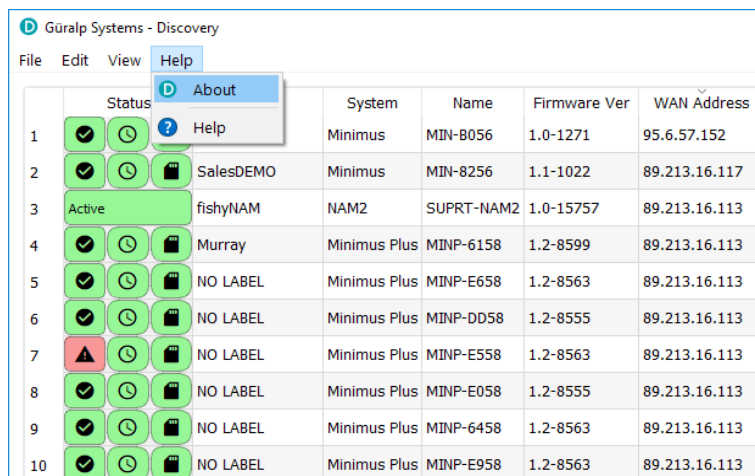 Güralp Systems - Discovery
File Edit View Help
About
Help
Status System Name Firmware Ver WAN Address
1 Minimus MIN-B056 1.0-1271 95.6.57.152
2 SalesDEMO Minimus MIN-8256 1.1-1022 89.213.16.117
3 Active fishyNAM NAM2 SUPRT-NAM2 1.0-15757 89.213.16.113
4 Murray Minimus Plus MINP-6158 1.2-8599 89.213.16.113
5 NO LABEL Minimus Plus MINP-E658 1.2-8563 89.213.16.113
6 NO LABEL Minimus Plus MINP-DD58 1.2-8555 89.213.16.113
7 NO LABEL Minimus Plus MINP-E558 1.2-8563 89.213.16.113
8 NO LABEL Minimus Plus MINP-E058 1.2-8555 89.213.16.113
9 NO LABEL Minimus Plus MINP-6458 1.2-8563 89.213.16.113
10 NO LABEL Minimus Plus MINP-E958 1.2-8563 89.213.16.113